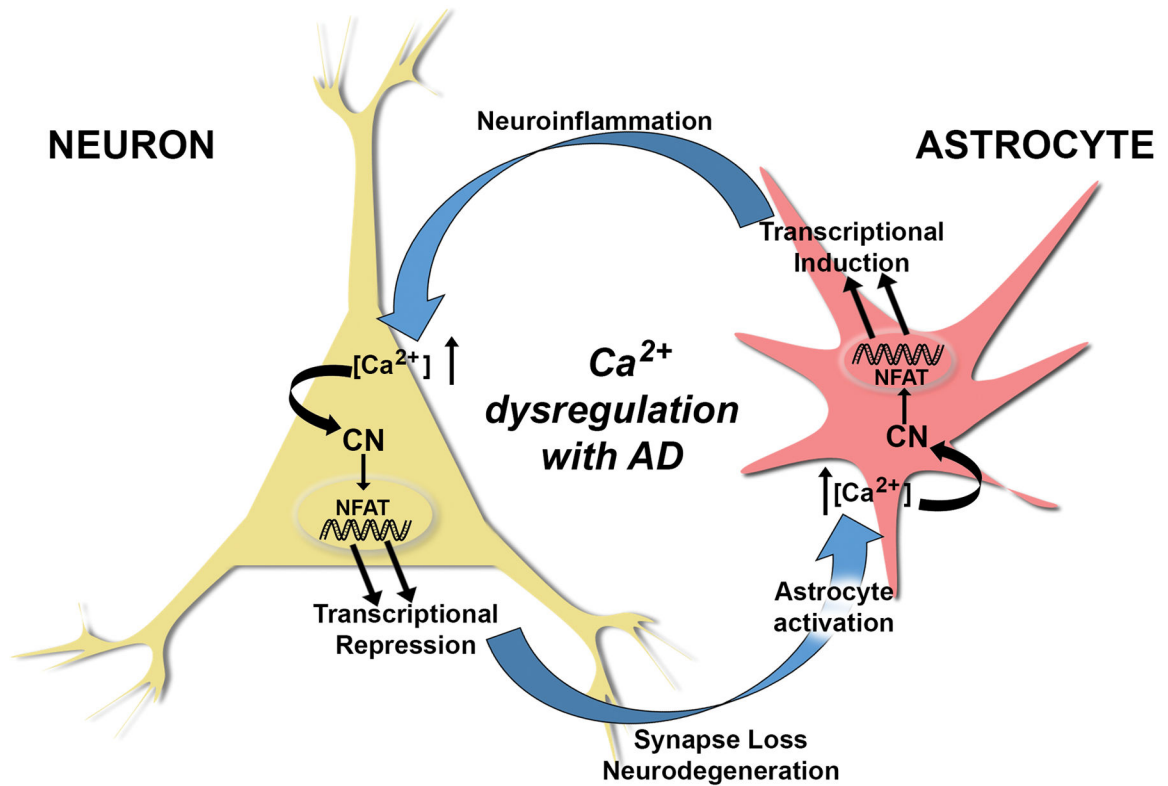 NEURON
ASTROCYTE
Neuroinflammation
Transcriptional
Induction
NFAT
CN
[Ca²⁺]
[Ca²⁺]
CN
NFAT
Transcriptional
Repression
Ca²⁺
dysregulation
with AD
Astrocyte
activation
Synapse Loss
Neurodegeneration